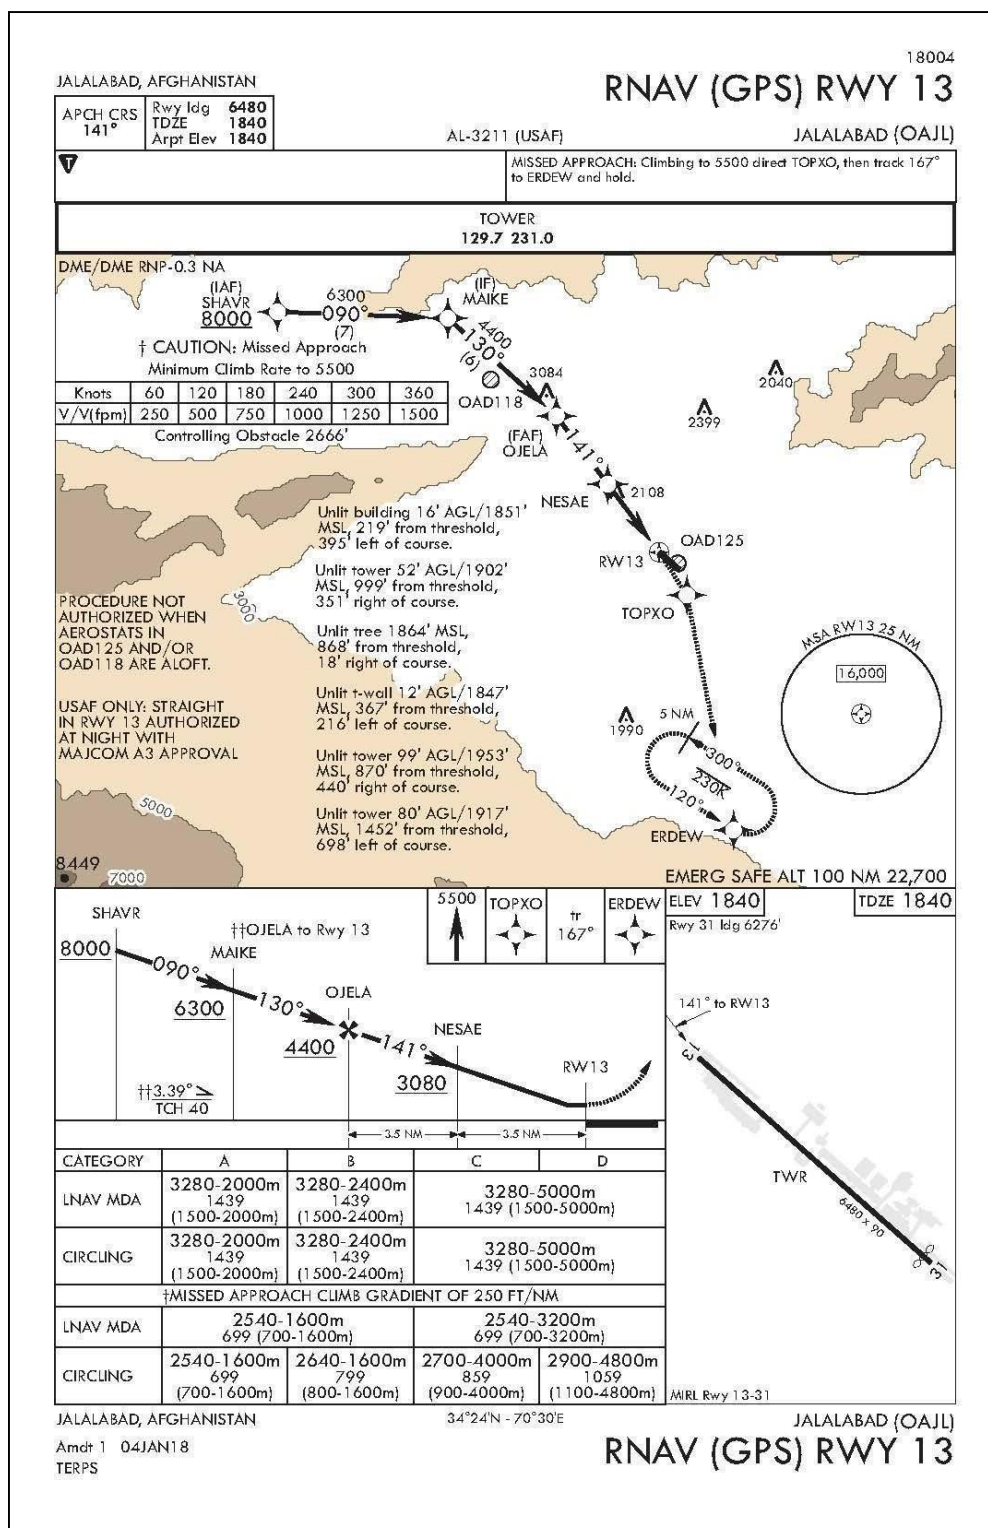 18004
JALALABAD, AFGHANISTAN
RNAV (GPS) RWY 13
APCH CRS
141°
Rwy ldg 6480
TDZE 1840
Arpt Elev 1840
AL-3211 (USAF)
JALALABAD (OAJL)
T
MISSED APPROACH: Climbing to 5500 direct TOPXO, then track 167°
to ERDEW and hold.
TOWER
129.7 231.0
DME/DME RNP-0.3 NA
(IAF)
SHAVR
8000
6300
090°
(7)
(IF)
MAIKE
4400
130°
(6)
† CAUTION: Missed Approach
Minimum Climb Rate to 5500
Knots 60 120 180 240 300 360
V/V(fpm) 250 500 750 1000 1250 1500
Controlling Obstacle 2666'
OAD118
3084
2040
2399
(FAF)
OJELA
141°
NESAE
2108
RW13
OAD125
TOPXO
Unlit building 16' AGL/1851'
MSL, 219' from threshold,
395' left of course.
Unlit tower 52' AGL/1902'
MSL, 999' from threshold,
351' right of course.
Unlit tree 1864' MSL,
868' from threshold,
18' right of course.
Unlit t-wall 12' AGL/1847'
MSL, 367' from threshold,
216' left of course.
Unlit tower 99' AGL/1953'
MSL, 870' from threshold,
440' right of course.
Unlit tower 80' AGL/1917'
MSL, 1452' from threshold,
698' left of course.
3000
PROCEDURE NOT
AUTHORIZED WHEN
AEROSTATS IN
OAD125 AND/OR
OAD118 ARE ALOFT.
USAF ONLY: STRAIGHT
IN RWY 13 AUTHORIZED
AT NIGHT WITH
MAJCOM A3 APPROVAL
MSA RW13 25 NM
16,000
1990
5 NM
300°
230K
120°
ERDEW
5000
8449
7000
EMERG SAFE ALT 100 NM 22,700
SHAVR
8000
090°
††OJELA to Rwy 13
MAIKE
6300
130°
OJELA
4400
141°
NESAE
3080
RW13
††3.39°
TCH 40
3.5 NM
3.5 NM
5500
TOPXO
tr
167°
ERDEW
ELEV 1840
TDZE 1840
Rwy 31 ldg 6276'
141° to RW13
13
TWR
6480 X 90
31
MIRL Rwy 13-31
CATEGORY A B C D
LNAV MDA
3280-2000m
1439
(1500-2000m)
3280-2400m
1439
(1500-2400m)
3280-5000m
1439 (1500-5000m)
CIRCLING
3280-2000m
1439
(1500-2000m)
3280-2400m
1439
(1500-2400m)
3280-5000m
1439 (1500-5000m)
†MISSED APPROACH CLIMB GRADIENT OF 250 FT/NM
LNAV MDA
2540-1600m
699 (700-1600m)
2540-3200m
699 (700-3200m)
CIRCLING
2540-1600m
699
(700-1600m)
2640-1600m
799
(800-1600m)
2700-4000m
859
(900-4000m)
2900-4800m
1059
(1100-4800m)
JALALABAD, AFGHANISTAN
34°24'N - 70°30'E
JALALABAD (OAJL)
Amdt 1 04JAN18
TERPS
RNAV (GPS) RWY 13